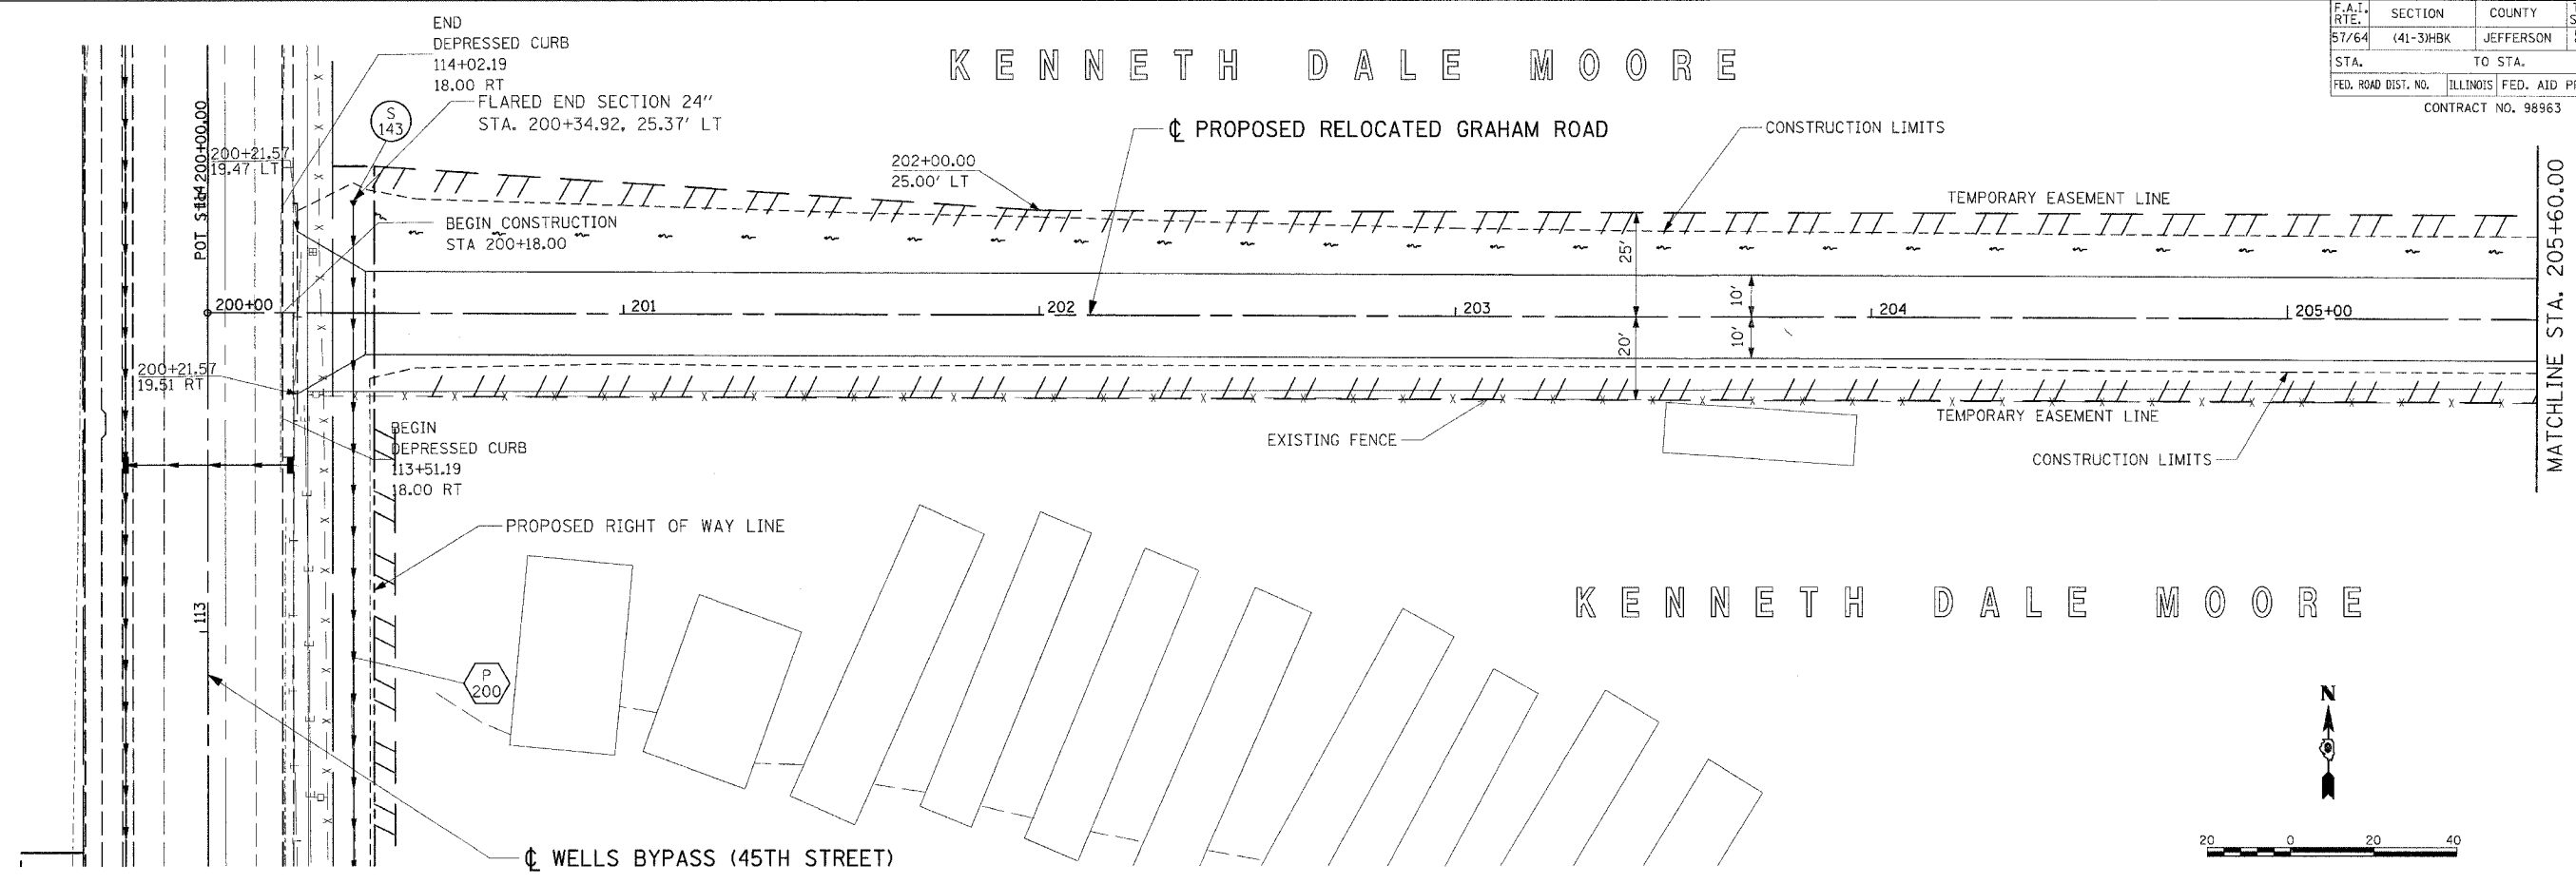 F.A.I. RTE. SECTION COUNTY
57/64 (41-3)HBK JEFFERSON
STA. TO STA.
FED. ROAD DIST. NO. ILLINOIS FED. AID
CONTRACT NO. 98963
END
DEPRESSED CURB
114+02.19
18.00 RT
KENNETH DALE MOORE
FLARED END SECTION 24"
STA. 200+34.92, 25.37' LT
S
143
℄ PROPOSED RELOCATED GRAHAM ROAD
CONSTRUCTION LIMITS
200+21.57
19.47 LT
202+00.00
25.00' LT
POT STA 200+00.00
114
BEGIN CONSTRUCTION
STA 200+18.00
TEMPORARY EASEMENT LINE
25'
200+00
201
202
203
10'
204
205+00
20'
10'
MATCHLINE STA. 205+60.00
200+21.57
19.51 RT
BEGIN
DEPRESSED CURB
113+51.19
18.00 RT
EXISTING FENCE
TEMPORARY EASEMENT LINE
CONSTRUCTION LIMITS
PROPOSED RIGHT OF WAY LINE
KENNETH DALE MOORE
113
P
200
N
℄ WELLS BYPASS (45TH STREET)
20 0 20 40